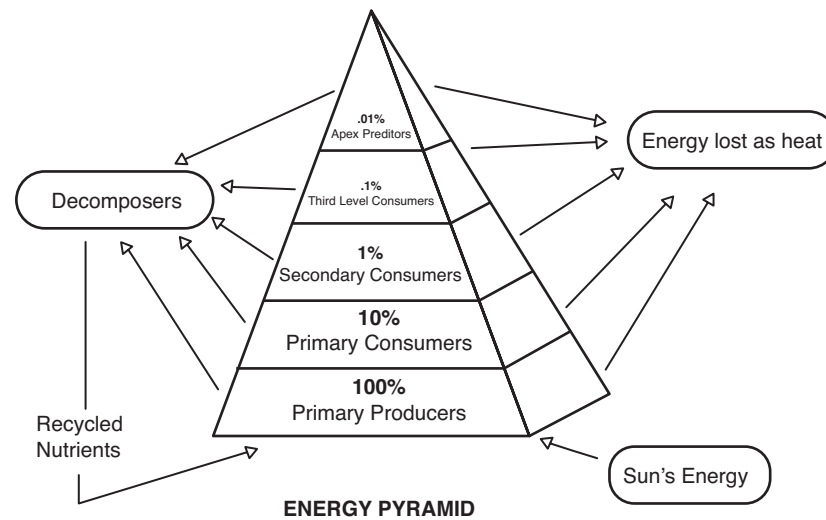 .01%
Apex Preditors
Energy lost as heat
Decomposers
.1%
Third Level Consumers
1%
Secondary Consumers
10%
Primary Consumers
100%
Primary Producers
Recycled
Nutrients
Sun’s Energy
ENERGY PYRAMID